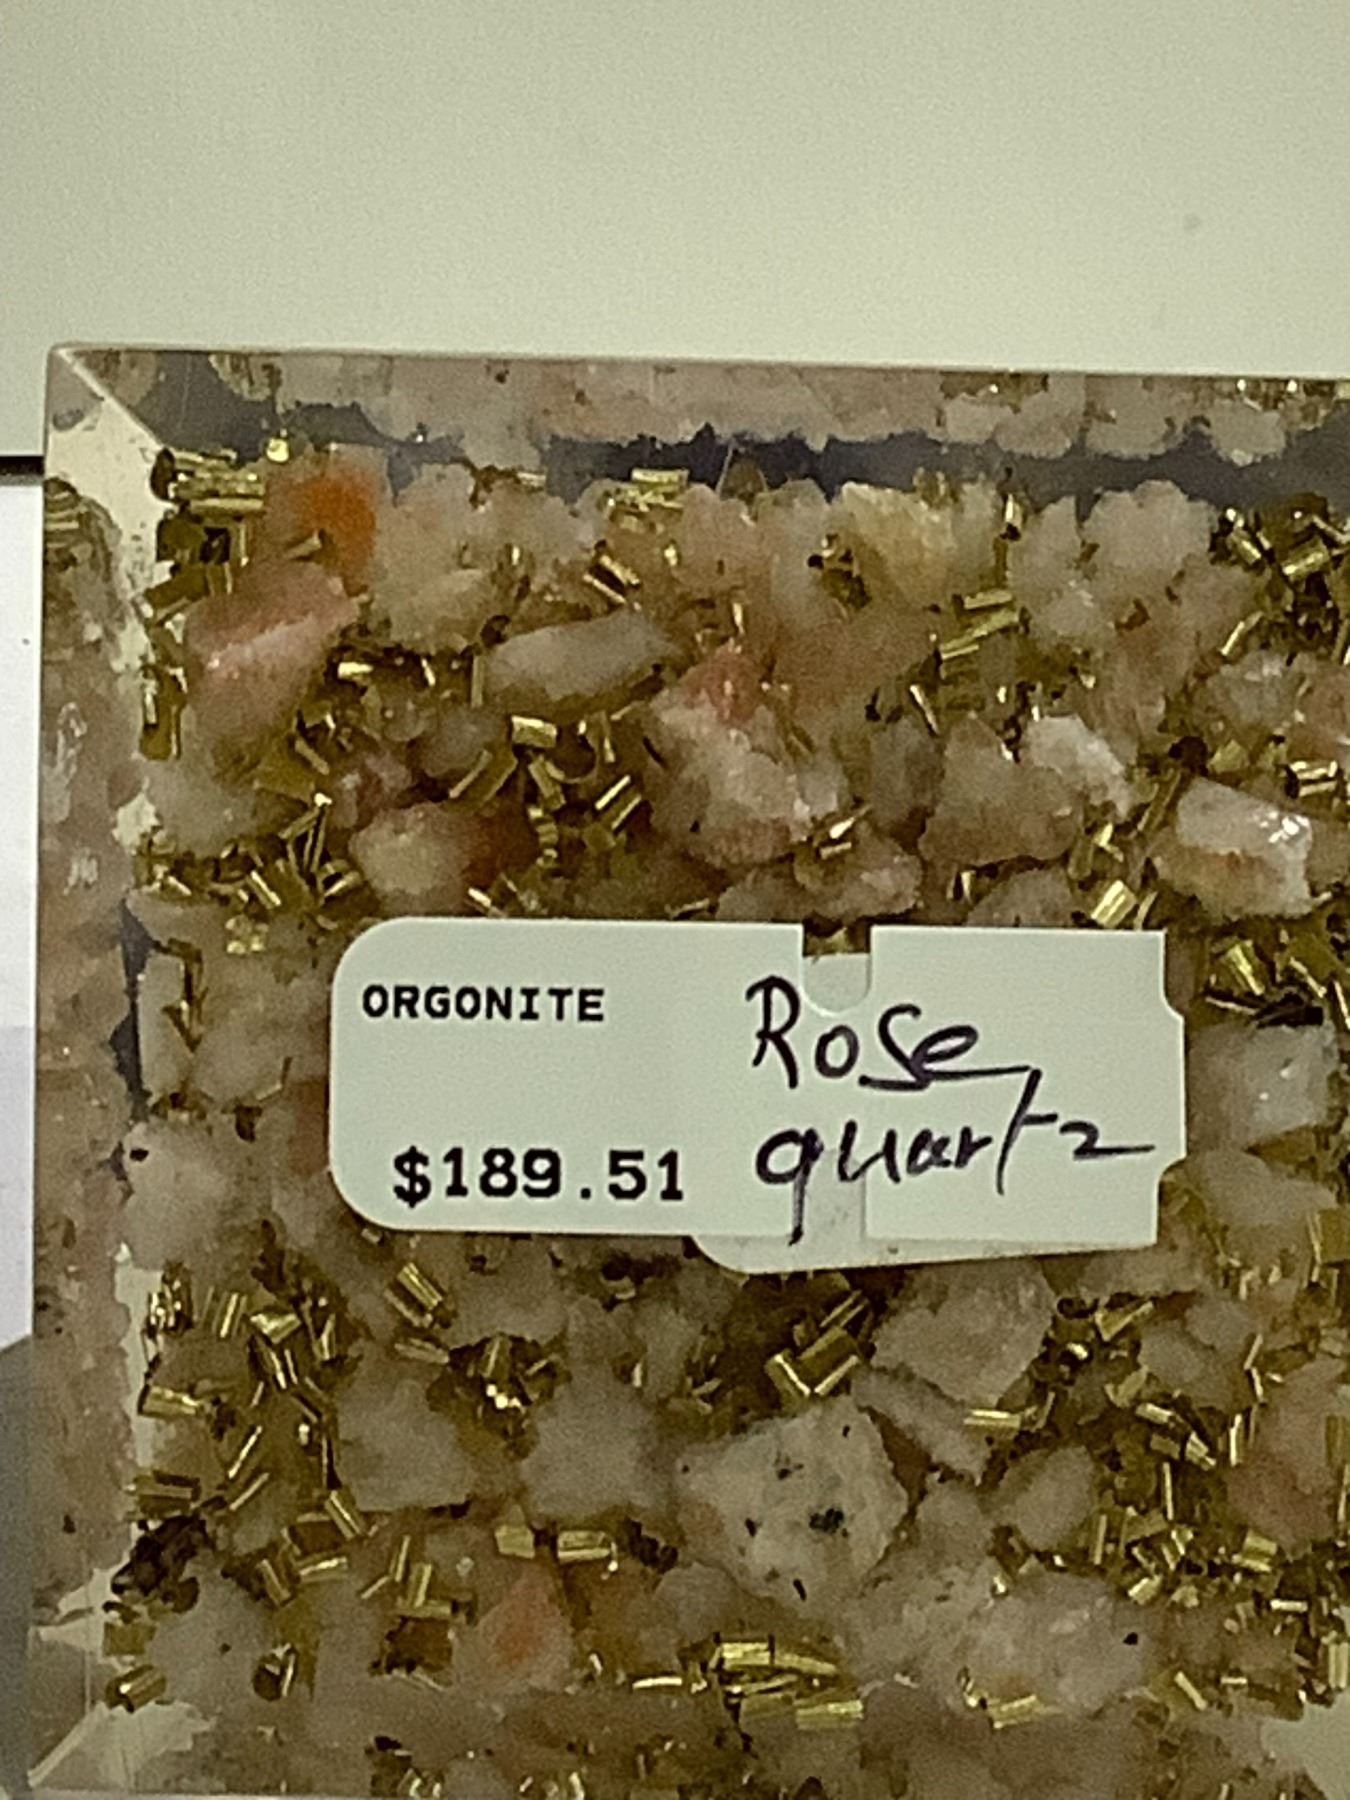 ORGONITE
$189.51
Rose
quartz